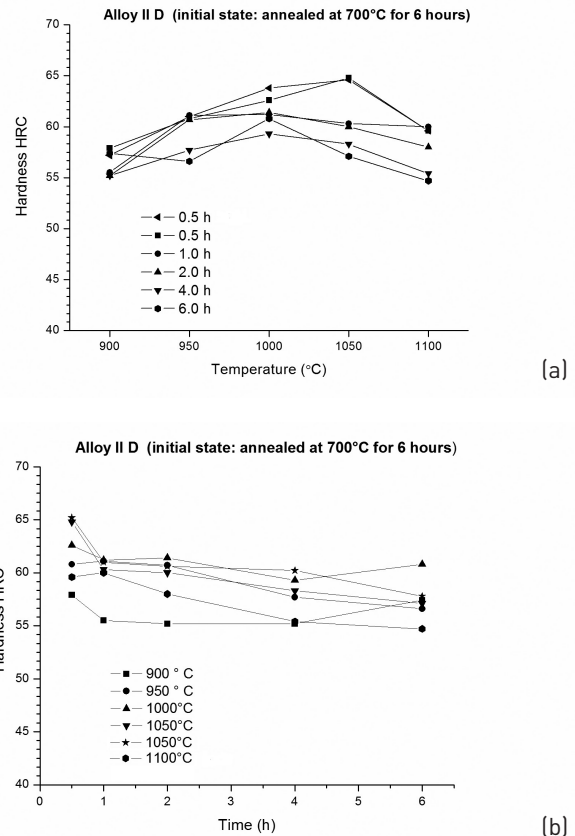 Alloy II D (initial state: annealed at 700°C for 6 hours)
70
65
60
55
50
45
40
Hardness HRC
0.5 h
0.5 h
1.0 h
2.0 h
4.0 h
6.0 h
900 950 1000 1050 1100
Temperature (°C)
(a)
Alloy II D (initial state: annealed at 700°C for 6 hours)
70
65
60
55
50
45
40
Hardness HRC
900 ° C
950 ° C
1000°C
1050°C
1050°C
1100°C
0 1 2 3 4 5 6
Time (h)
(b)